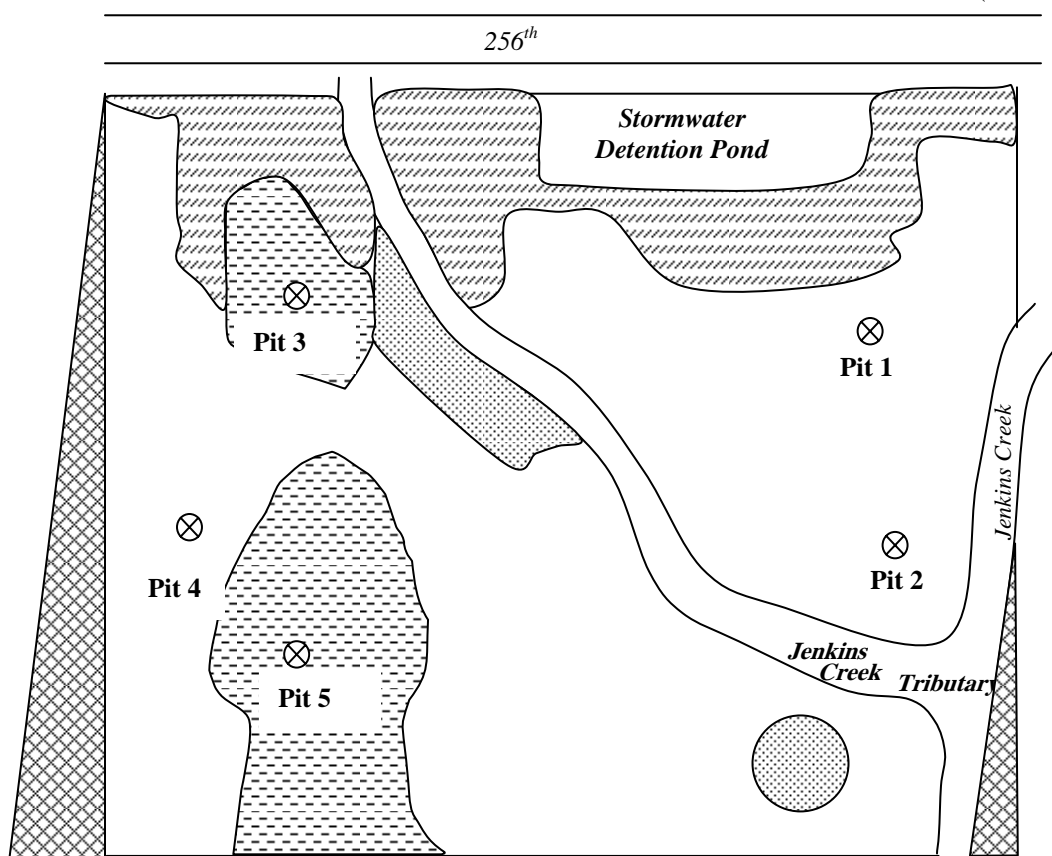 256th
Stormwater
Detention Pond
Pit 3
Pit 1
Jenkins Creek
Pit 4
Pit 2
Jenkins
Creek Tributary
Pit 5